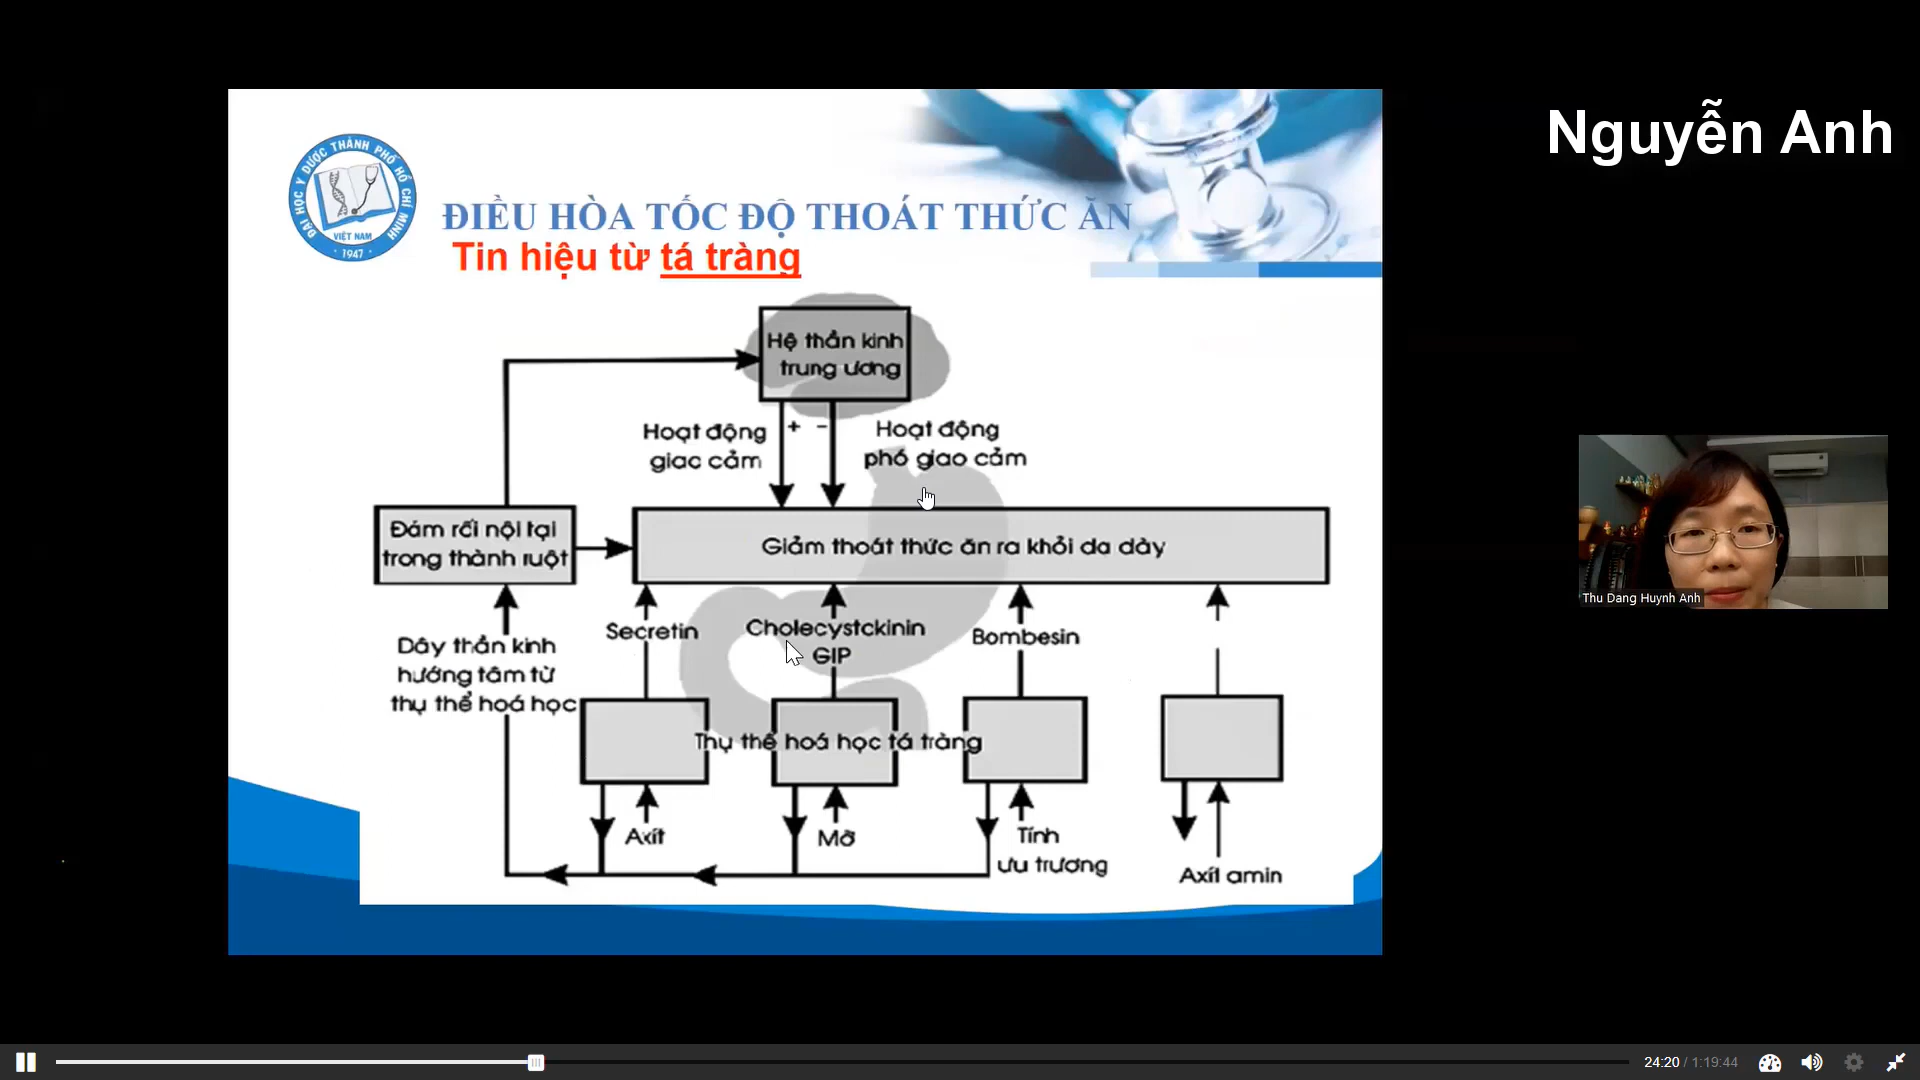 Nguyễn Anh
ĐẠI HỌC Y DƯỢC THÀNH PHỐ HỒ CHÍ MINH
VIỆT NAM
· 1947 ·
ĐIỀU HÒA TỐC ĐỘ THOÁT THỨC ĂN
Tin hiệu từ tá tràng
Hệ thần kinh
trung ương
Hoạt động
giao cảm
+ −
Hoạt động
phó giao cảm
Đám rối nội tại
trong thành ruột
Giảm thoát thức ăn ra khỏi da dày
Dây thần kinh
hướng tâm từ
thụ thể hoá học
Secretin
Cholecystckinin
GIP
Bombesin
Thụ thể hoá học tá tràng
Axít
Mỡ
Tính
ưu trương
Axít amin
Thu Dang Huynh Anh
24:20 / 1:19:44